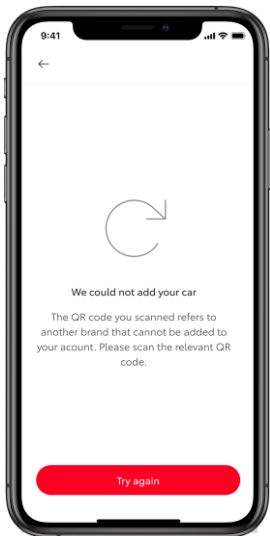 9:41
We could not add your car
The QR code you scanned refers to
another brand that cannot be added to
your acount. Please scan the relevant QR
code.
Try again